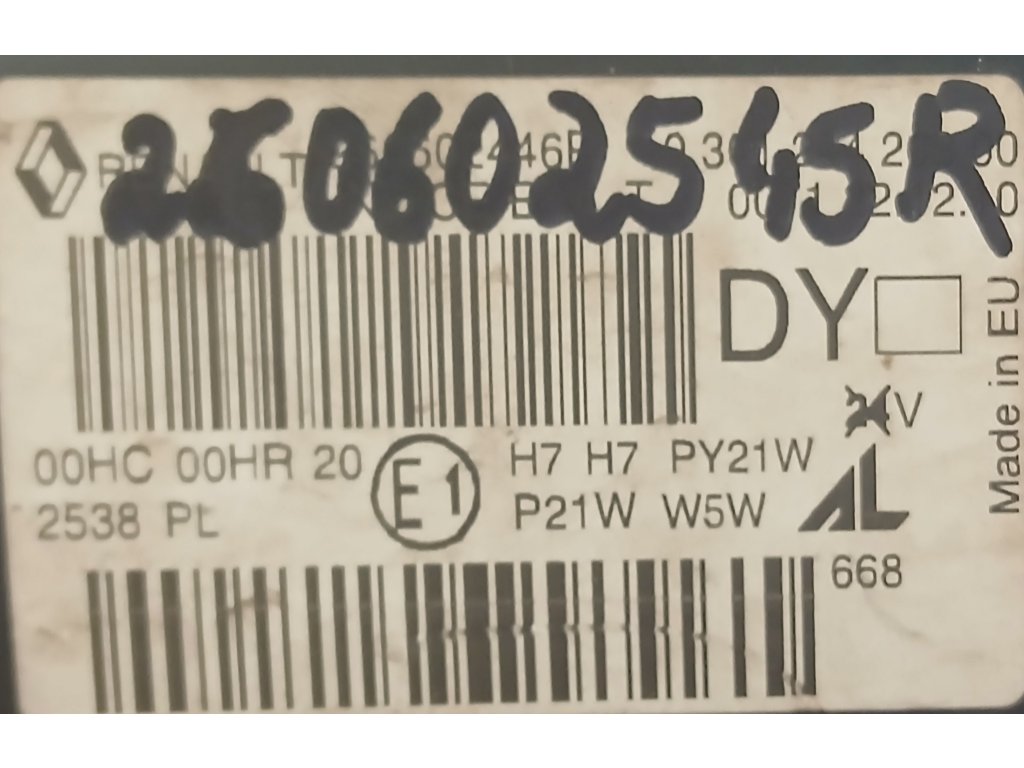 260602545R
DY
V
Made in EU
00HC 00HR 20
2538 PL
E1
H7 H7 PY21W
P21W W5W
AL
668